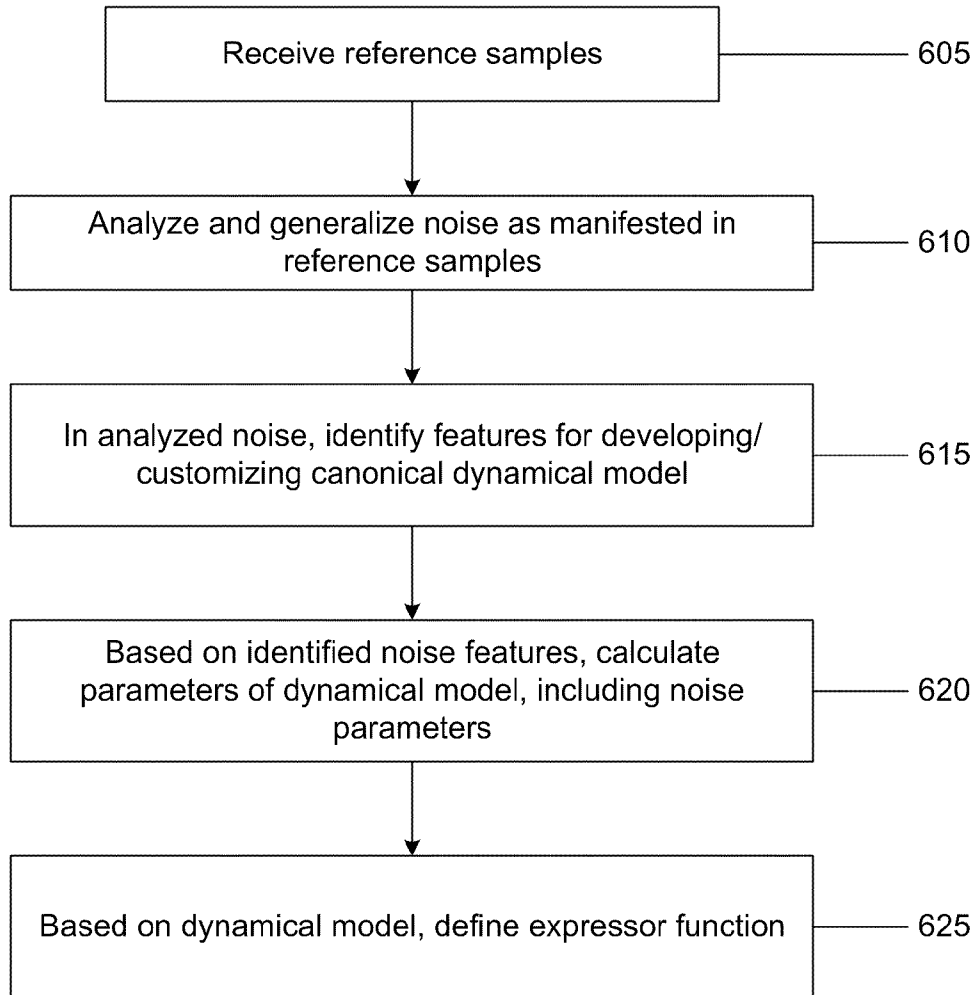 Receive reference samples
605
Analyze and generalize noise as manifested in
reference samples
610
In analyzed noise, identify features for developing/
customizing canonical dynamical model
615
Based on identified noise features, calculate
parameters of dynamical model, including noise
parameters
620
Based on dynamical model, define expressor function
625